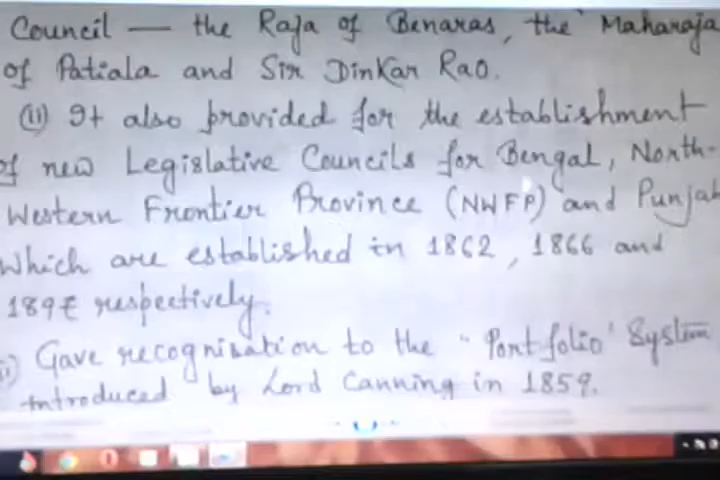 Council — the Raja of Benaras, the Maharaja
of Patiala and Sir Dinkar Rao.
(ii) It also provided for the establishment
of new Legislative Councils for Bengal, North-
Western Frontier Province (NWFP) and Punjab
which are established in 1862, 1866 and
respectively.
Gave recognisation to the "Portfolio' System
introduced by Lord Canning in 1859.